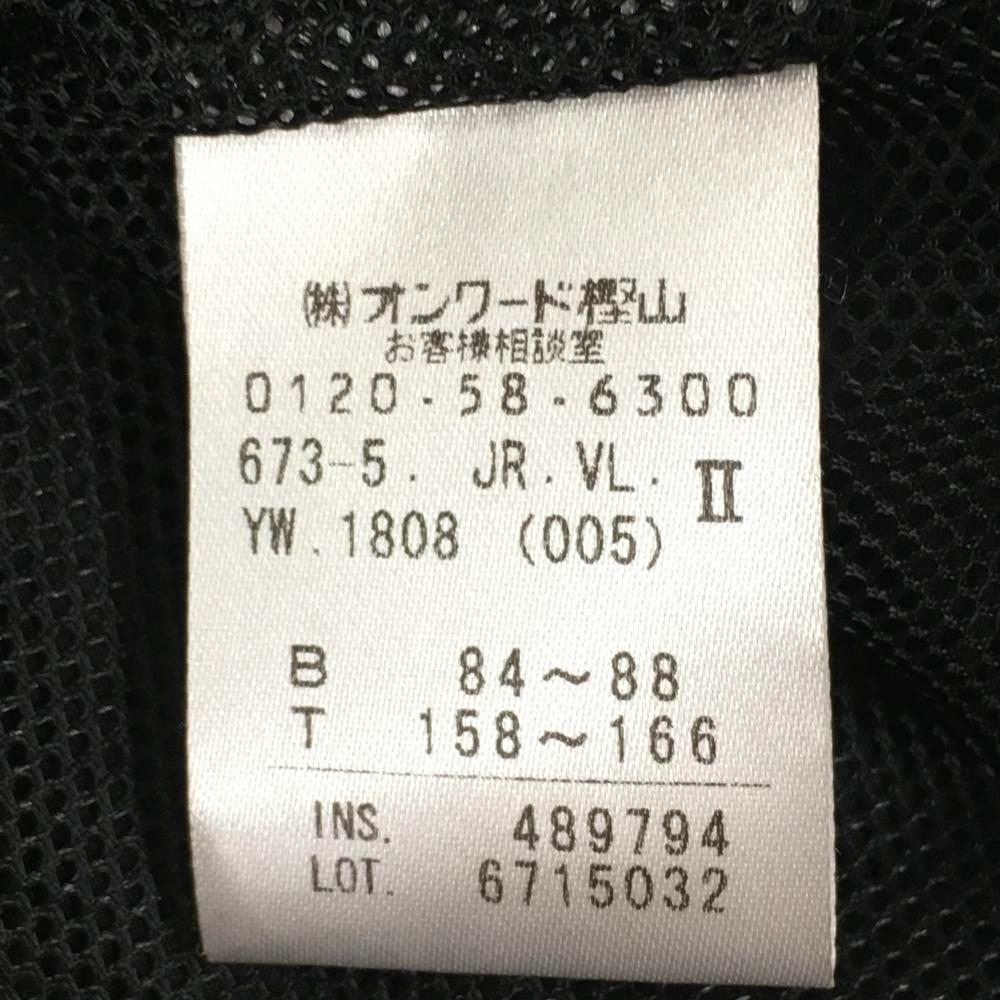 ㈱オンワード樫山
お客様相談室
0120.58.6300
673-5. JR.VL. II
YW.1808 (005)
B 84～88
T 158～166
INS. 489794
LOT. 6715032